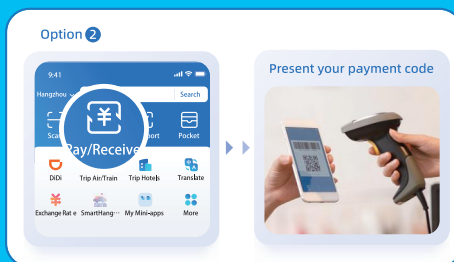 Option 2
9:41
Hangzhou
Search
Pay/Receive
Pocket
DiDi
Trip Air/Train
Trip Hotels
Translate
Exchange Rate
SmartHang···
My Mini-apps
More
Present your payment code